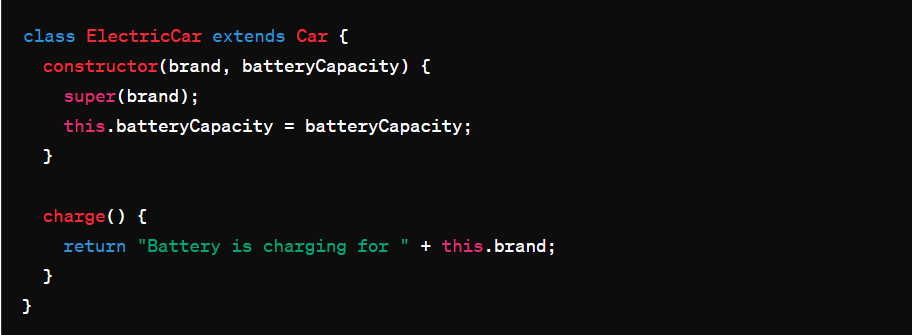 class ElectricCar extends Car {
  constructor(brand, batteryCapacity) {
    super(brand);
    this.batteryCapacity = batteryCapacity;
  }

  charge() {
    return "Battery is charging for " + this.brand;
  }
}